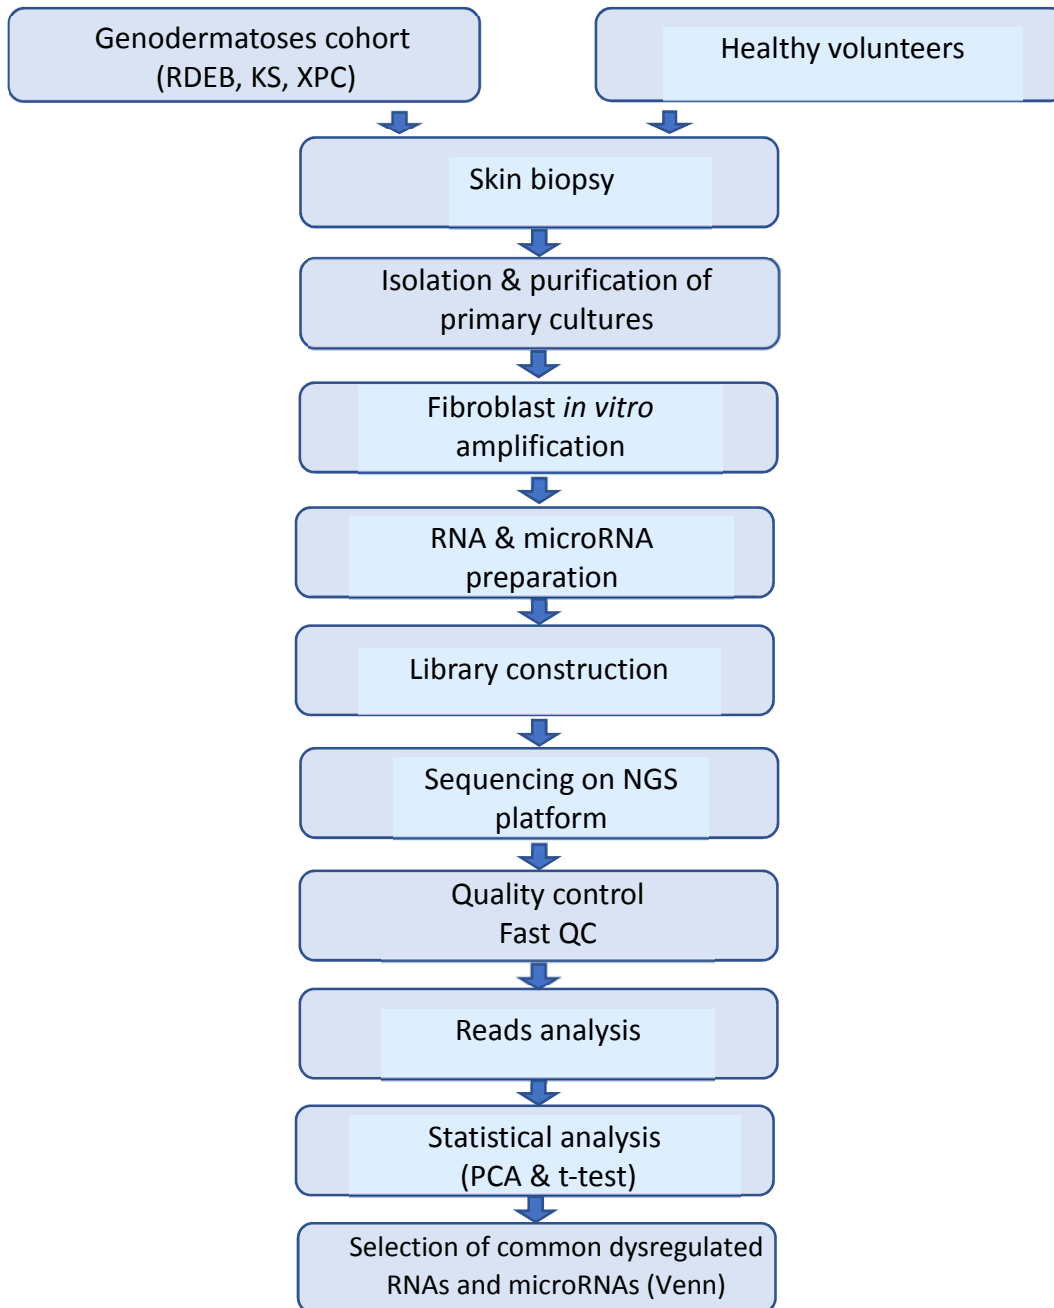 Genodermatoses cohort
(RDEB, KS, XPC)
Healthy volunteers
Skin biopsy
Isolation & purification of
primary cultures
Fibroblast in vitro
amplification
RNA & microRNA
preparation
Library construction
Sequencing on NGS
platform
Quality control
Fast QC
Reads analysis
Statistical analysis
(PCA & t-test)
Selection of common dysregulated
RNAs and microRNAs (Venn)